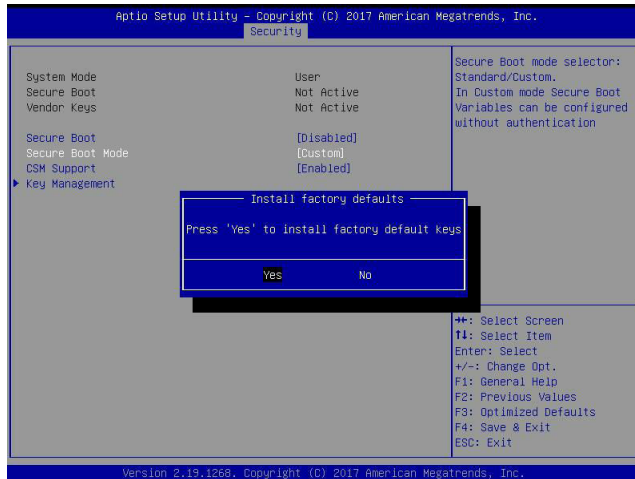 Aptio Setup Utility – Copyright (C) 2017 American Megatrends, Inc.
Security
System Mode User
Secure Boot Not Active
Vendor Keys Not Active
Secure Boot [Disabled]
Secure Boot Mode [Custom]
CSM Support [Enabled]
Key Management
Secure Boot mode selector:
Standard/Custom.
In Custom mode Secure Boot
Variables can be configured
without authentication
Install factory defaults
Press 'Yes' to install factory default keys
Yes No
→←: Select Screen
↑↓: Select Item
Enter: Select
+/-: Change Opt.
F1: General Help
F2: Previous Values
F3: Optimized Defaults
F4: Save & Exit
ESC: Exit
Version 2.19.1268. Copyright (C) 2017 American Megatrends, Inc.